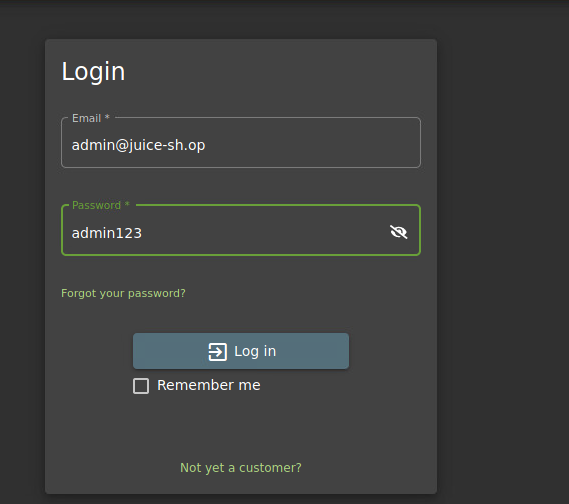 Login
Email *
admin@juice-sh.op
Password *
admin123
Forgot your password?
Log in
Remember me
Not yet a customer?